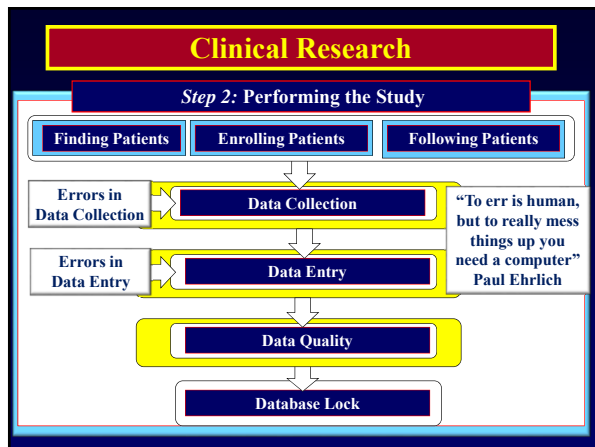 Clinical Research
Step 2: Performing the Study
Finding Patients
Enrolling Patients
Following Patients
Errors in
Data Collection
Data Collection
“To err is human,
but to really mess
things up you
need a computer”
Paul Ehrlich
Errors in
Data Entry
Data Entry
Data Quality
Database Lock